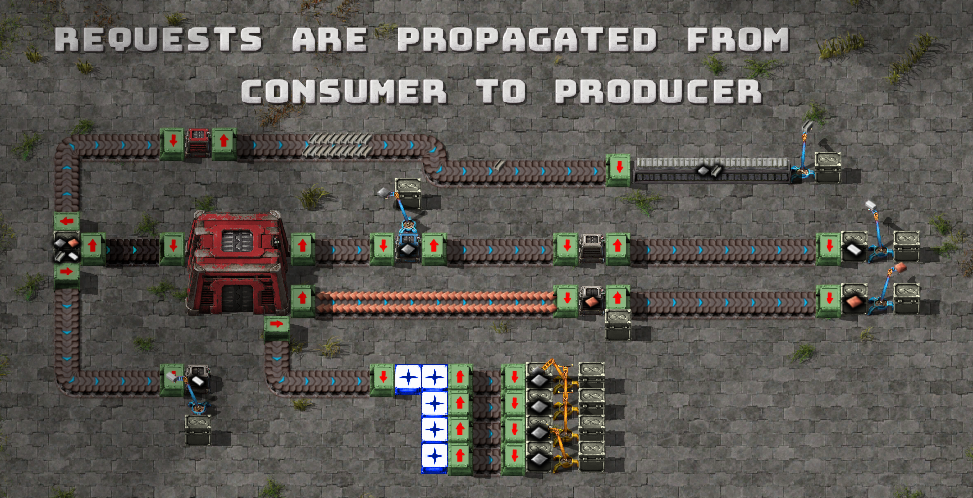 REQUESTS ARE PROPAGATED FROM
CONSUMER TO PRODUCER